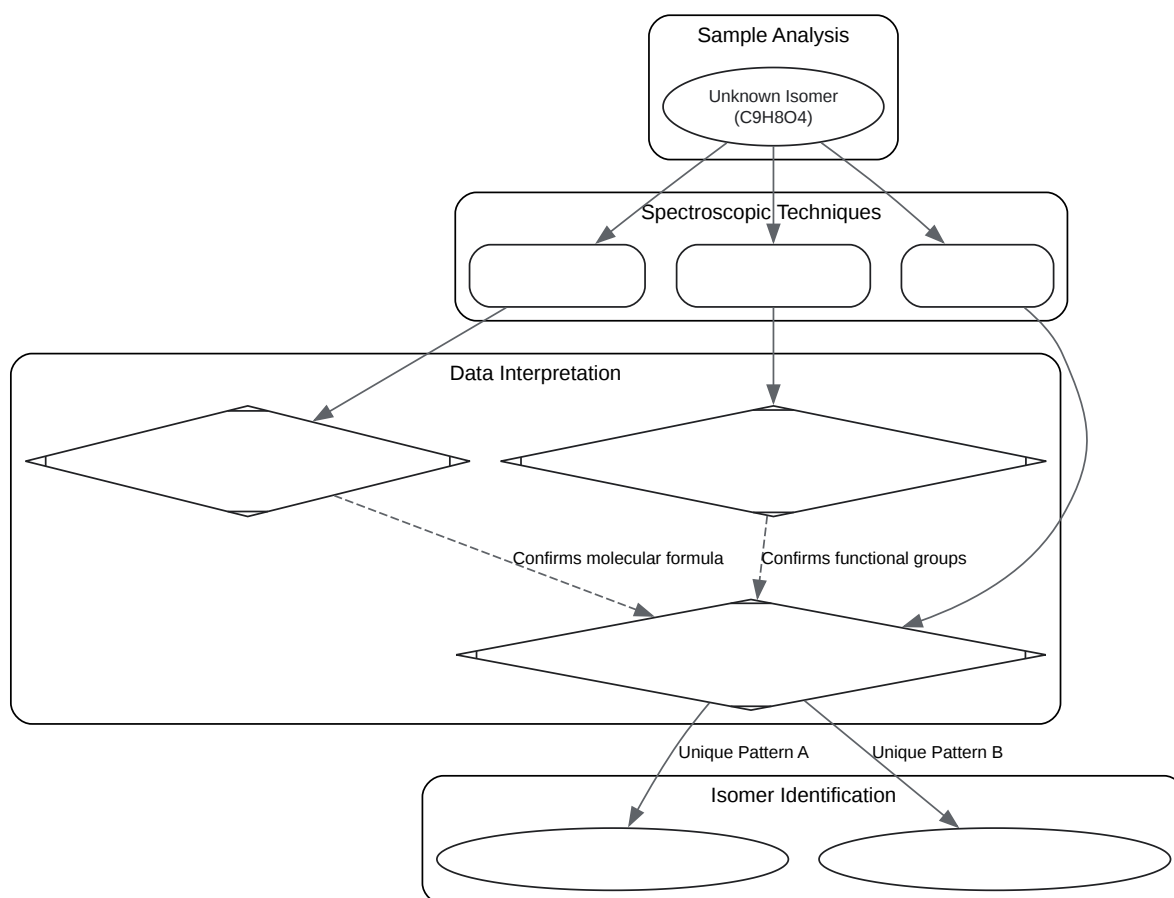 Sample Analysis
Unknown Isomer
(C9H8O4)
Spectroscopic Techniques
Data Interpretation
Confirms molecular formula
Confirms functional groups
Unique Pattern A
Unique Pattern B
Isomer Identification